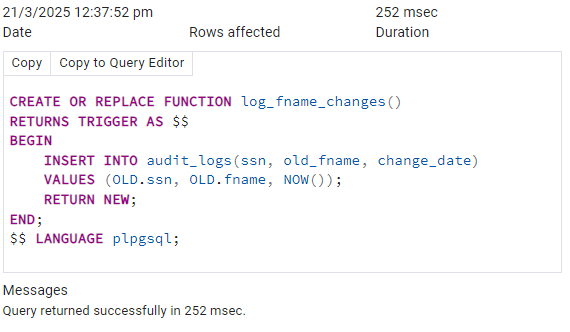 21/3/2025 12:37:52 pm 252 msec
Date Rows affected Duration
Copy Copy to Query Editor
CREATE OR REPLACE FUNCTION log_fname_changes()
RETURNS TRIGGER AS $$
BEGIN
    INSERT INTO audit_logs(ssn, old_fname, change_date)
    VALUES (OLD.ssn, OLD.fname, NOW());
    RETURN NEW;
END;
$$ LANGUAGE plpgsql;
Messages
Query returned successfully in 252 msec.